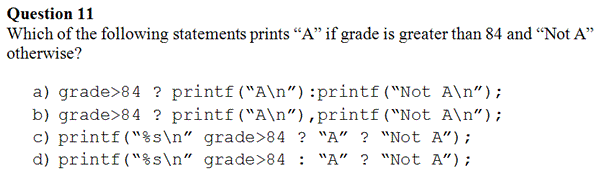 Question 11
Which of the following statements prints “A” if grade is greater than 84 and “Not A”
otherwise?
a) grade>84 ? printf(“A\n”):printf(“Not A\n”);
b) grade>84 ? printf(“A\n”),printf(“Not A\n”);
c) printf(“%s\n” grade>84 ? “A” ? “Not A”);
d) printf(“%s\n” grade>84 : “A” ? “Not A”);